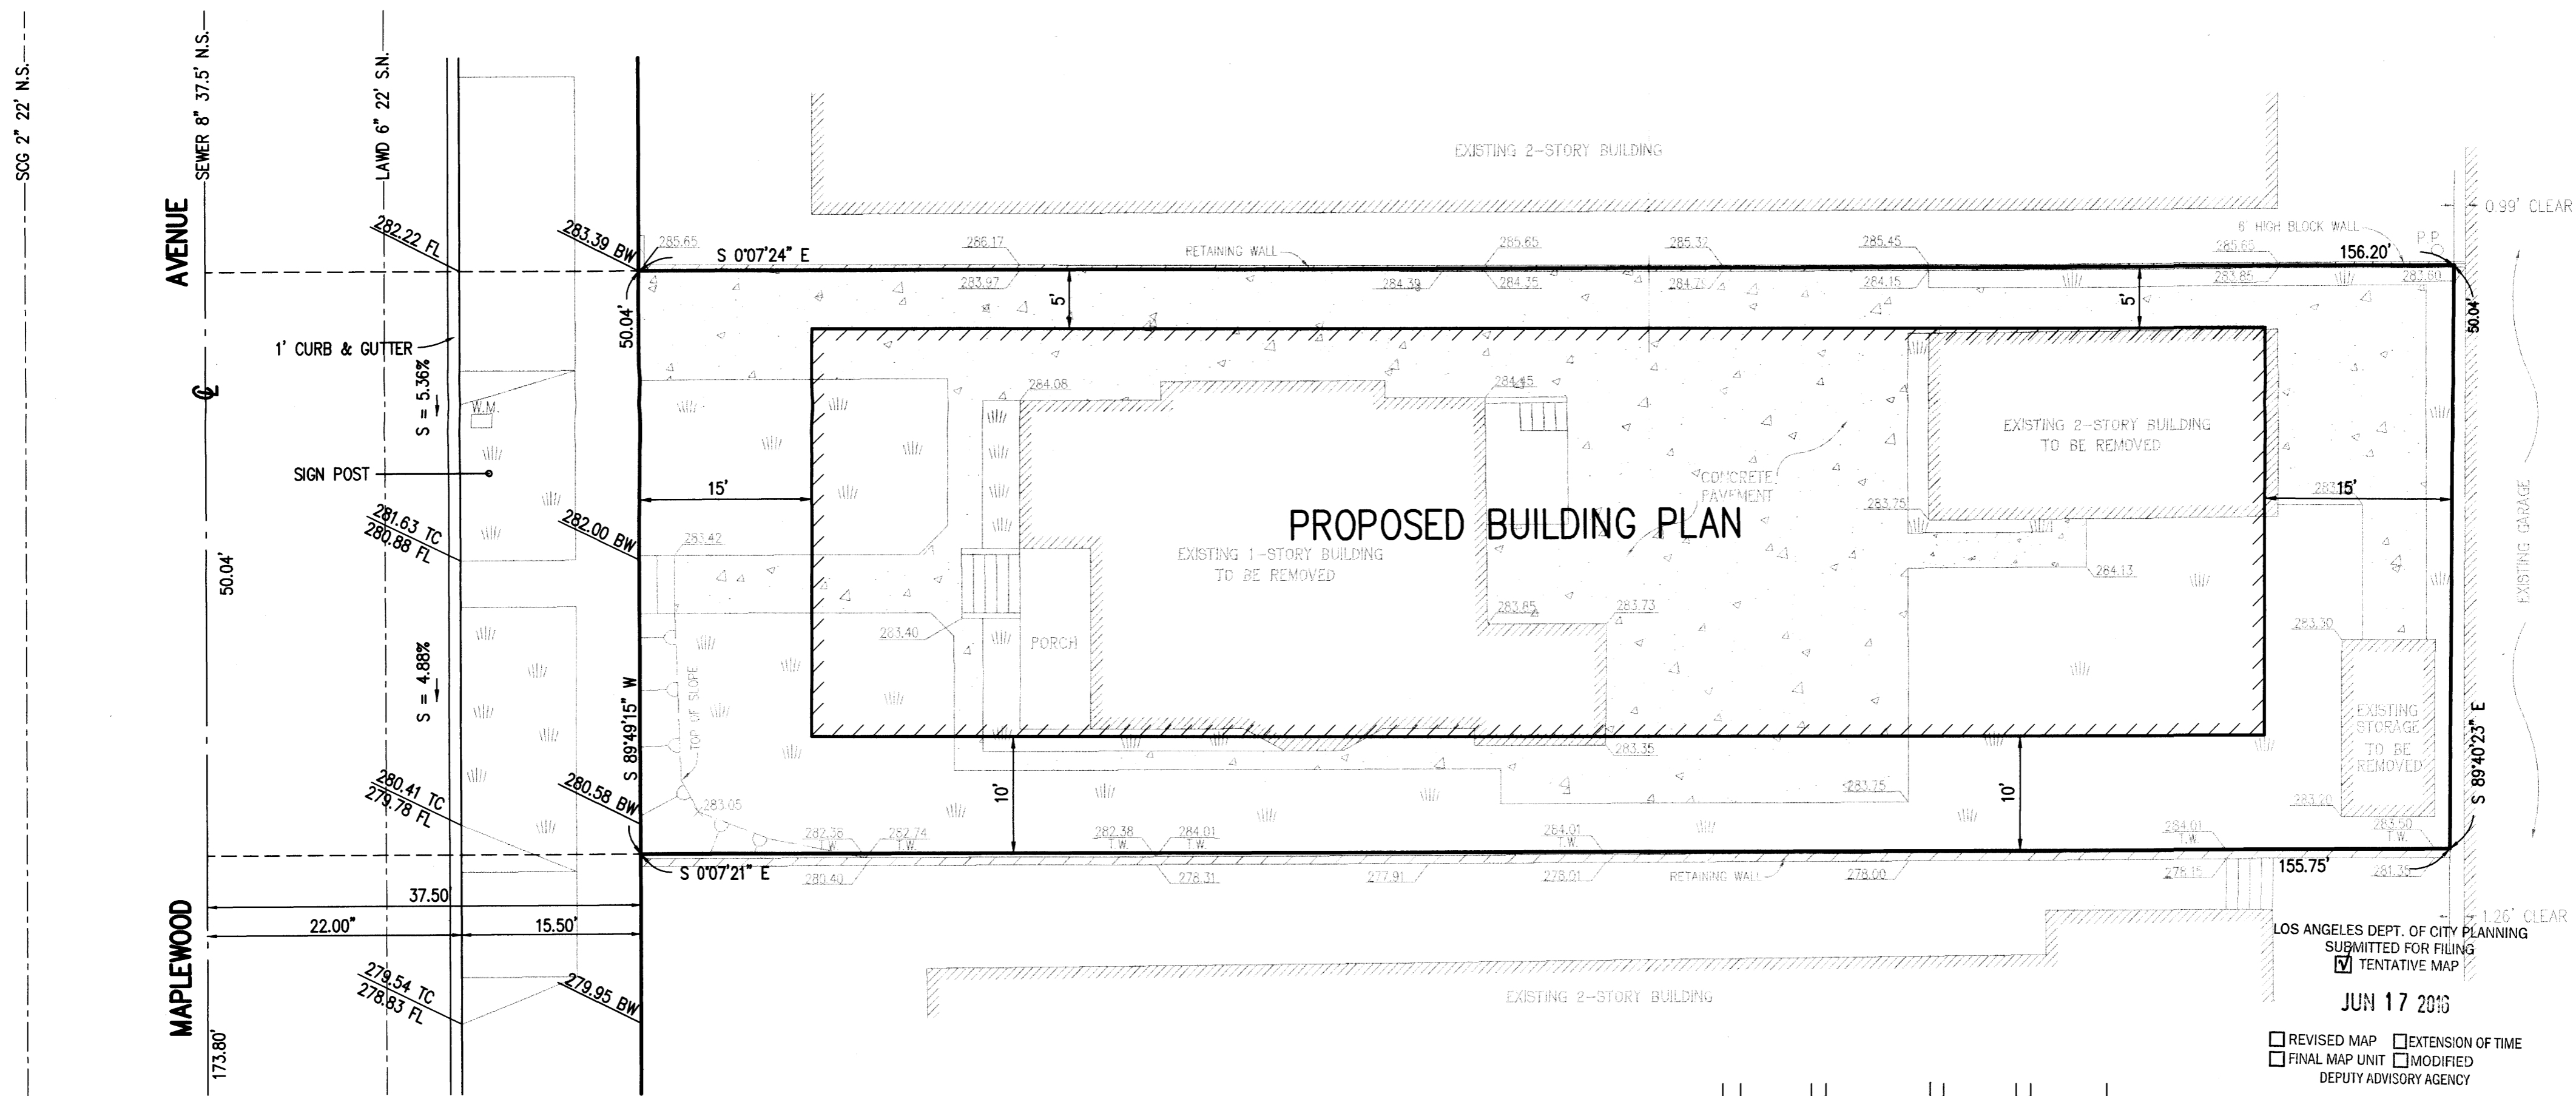 SCG 2" 22' N.S.
SEWER 8" 37.5' N.S.
LAWD 6" 22' S.N.
AVENUE
MAPLEWOOD
℄
50.04'
173.80'
282.22 FL
283.39 BW
1' CURB & GUTTER
S = 5.36%
W.M.
SIGN POST
281.63 TC
280.88 FL
282.00 BW
S = 4.88%
280.41 TC
279.78 FL
280.58 BW
37.50'
22.00"
15.50'
279.54 TC
278.83 FL
279.95 BW
50.04'
S 89°49'15" W
EXISTING 2-STORY BUILDING
285.65
S 0°07'24" E
286.17
283.97
RETAINING WALL
285.65
284.39
284.35
285.37
285.45
284.15
6' HIGH BLOCK WALL
285.65
283.85
156.20'
283.60
P.P.
0.99' CLEAR
5'
5'
50.04'
284.08
284.45
EXISTING 2-STORY BUILDING
TO BE REMOVED
15'
15'
CONCRETE
PAVEMENT
283.75
PROPOSED BUILDING PLAN
EXISTING 1-STORY BUILDING
TO BE REMOVED
283.42
283.40
PORCH
283.85
283.73
284.13
283.30
EXISTING GARAGE
TOP OF SLOPE
283.05
283.35
283.75
EXISTING
STORAGE
TO BE
REMOVED
283.20
S 89°40'23" E
10'
10'
282.38
T.W.
282.74
T.W.
282.38
T.W.
284.01
T.W.
284.01
T.W.
284.01
T.W.
283.50
T.W.
S 0°07'21" E
280.40
278.31
277.91
278.01
RETAINING WALL
278.00
278.15
155.75'
281.35
1.26' CLEAR
EXISTING 2-STORY BUILDING
LOS ANGELES DEPT. OF CITY PLANNING
SUBMITTED FOR FILING
TENTATIVE MAP
JUN 17 2016
REVISED MAP EXTENSION OF TIME
FINAL MAP UNIT MODIFIED
DEPUTY ADVISORY AGENCY